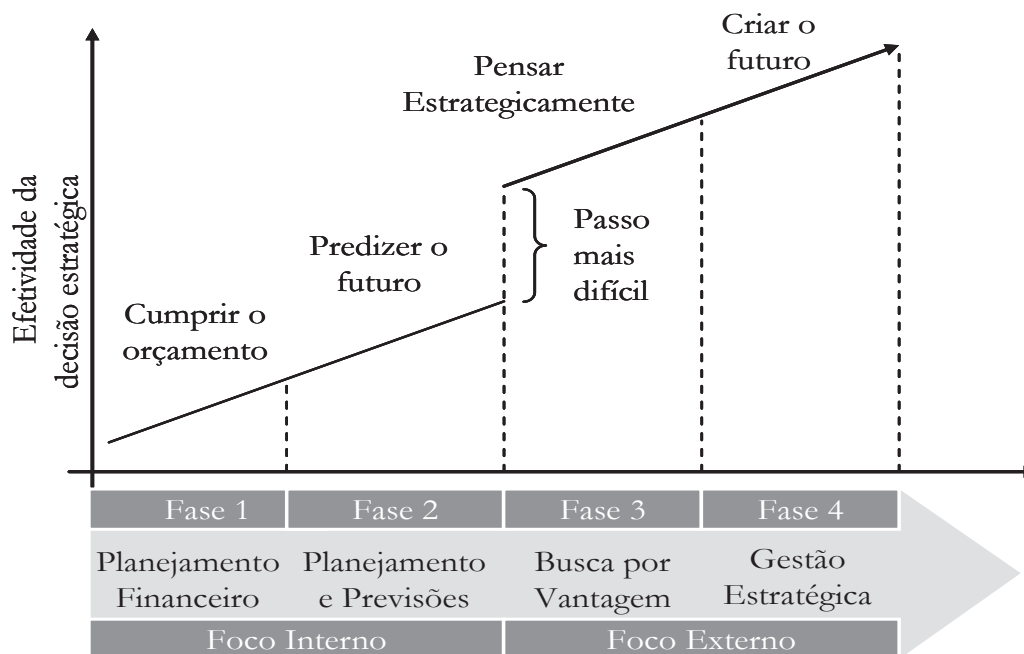 Criar o
futuro
Pensar
Estrategicamente
Efetividade da
decisão estratégica
Passo
mais
difícil
Predizer o
futuro
Cumprir o
orçamento
Fase 1
Fase 2
Fase 3
Fase 4
Planejamento
Financeiro
Planejamento
e Previsões
Busca por
Vantagem
Gestão
Estratégica
Foco Interno
Foco Externo